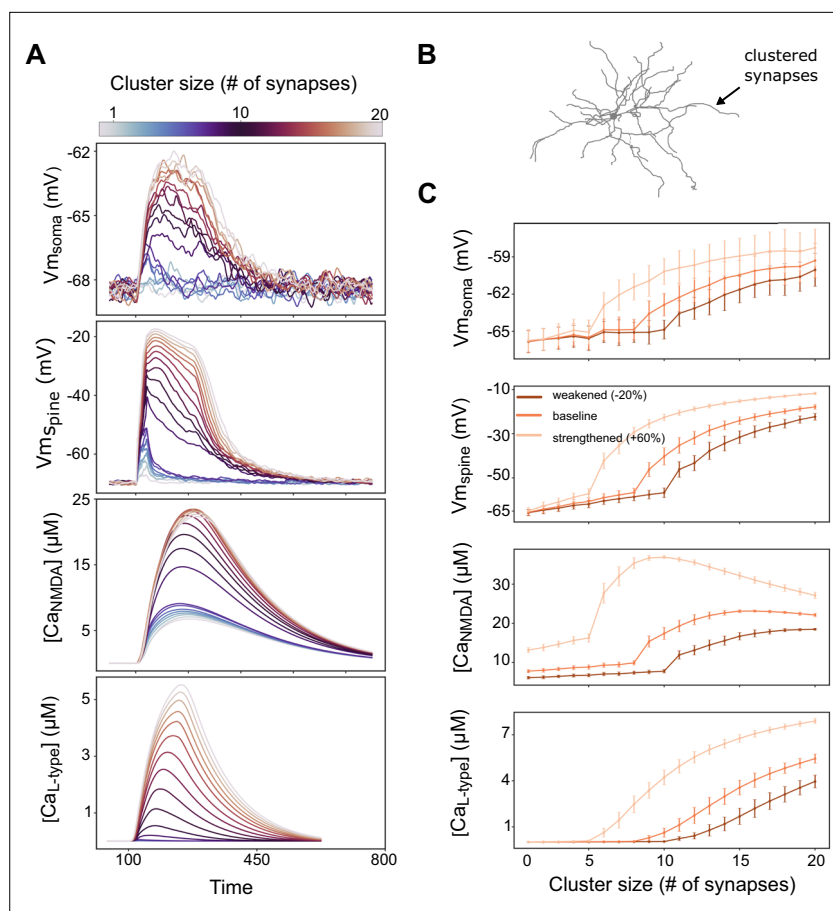 A
Cluster size (# of synapses)
1
10
20
-62
-65
-68
Vmsoma (mV)
-20
-40
-60
VmSpine (mV)
25
15
5
[CaNMDA] (µM)
5
3
1
[CaL-type] (µM)
100
450
800
Time
B
clustered
synapses
C
-59
-62
-65
Vmsoma (mV)
-10
-30
-50
-65
Vmspine (mV)
weakened (-20%)
baseline
strengthened (+60%)
30
20
10
[CaNMDA] (µM)
7
4
1
[CaL-type] (µM)
0
5
10
15
20
Cluster size (# of synapses)